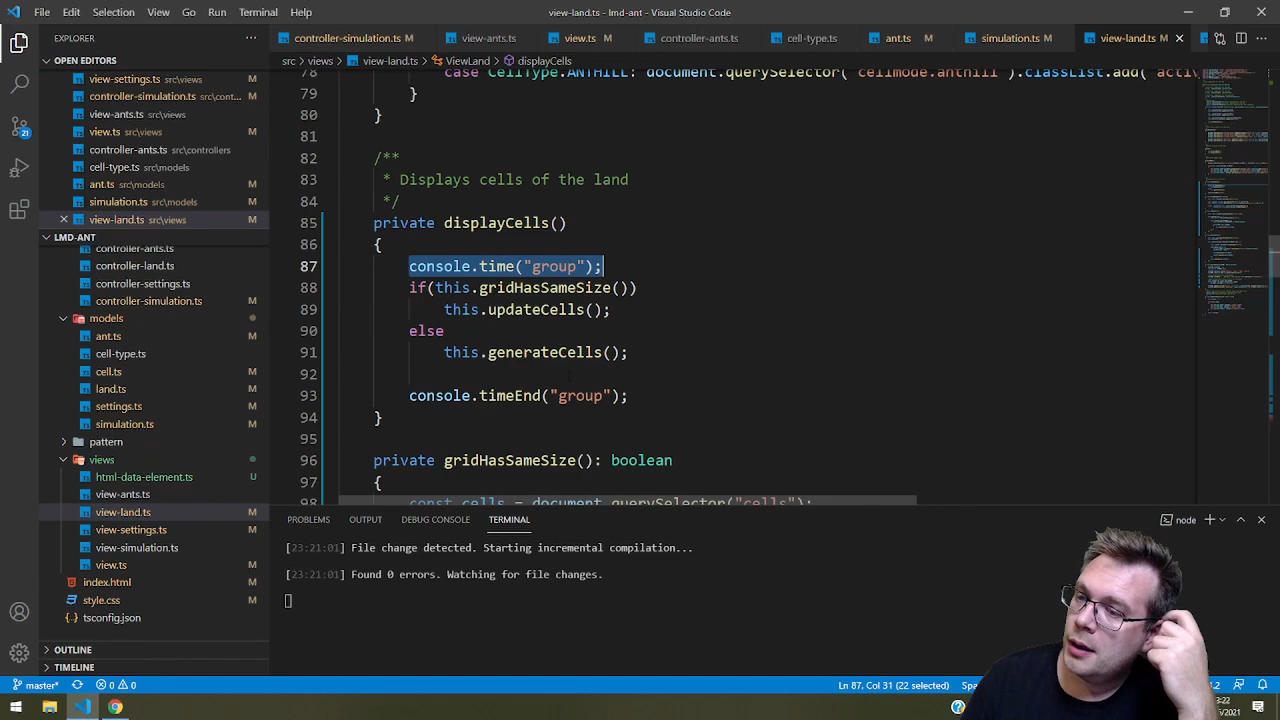 File Edit Selection View Go Run Terminal Help
view-land.ts - lmd-ant - Visual Studio Code
EXPLORER
controller-simulation.ts M
view-ants.ts
view.ts M
controller-ants.ts
cell-type.ts
ant.ts M
simulation.ts M
view-land.ts M
OPEN EDITORS
src > views > view-land.ts > ViewLand > displayCells
view-settings.ts src\views M
controller-simulation.ts src\cont... M
view-ants.ts src\views
view.ts src\views M
controller-ants.ts src\controllers
cell-type.ts src\models
ant.ts src\models M
simulation.ts src\models M
view-land.ts src\views M
LMD-ANT
controller-ants.ts
controller-land.ts
controller-settings.ts
controller-simulation.ts M
models
ant.ts M
cell-type.ts
cell.ts M
land.ts M
settings.ts M
simulation.ts M
pattern
views
html-data-element.ts U
view-ants.ts
view-land.ts M
view-settings.ts M
view-simulation.ts
view.ts M
index.html M
style.css M
tsconfig.json
OUTLINE
TIMELINE
78 case CellType.ANTHILL: document.querySelector("cellmode.anthill").classList.add("activ
79 }
80 }
81
82 /**
83 * Displays cells of the land
84 */
85 private displayCells()
86 {
87 console.time("group");
88 if(this.gridHasSameSize())
89 this.updateCells();
90 else
91 this.generateCells();
92
93 console.timeEnd("group");
94 }
95
96 private gridHasSameSize(): boolean
97 {
98 const cells = document.querySelector("cells");
PROBLEMS OUTPUT DEBUG CONSOLE TERMINAL
node
[23:21:01] File change detected. Starting incremental compilation...
[23:21:01] Found 0 errors. Watching for file changes.
21
master* 0 0
Ln 87, Col 31 (22 selected)